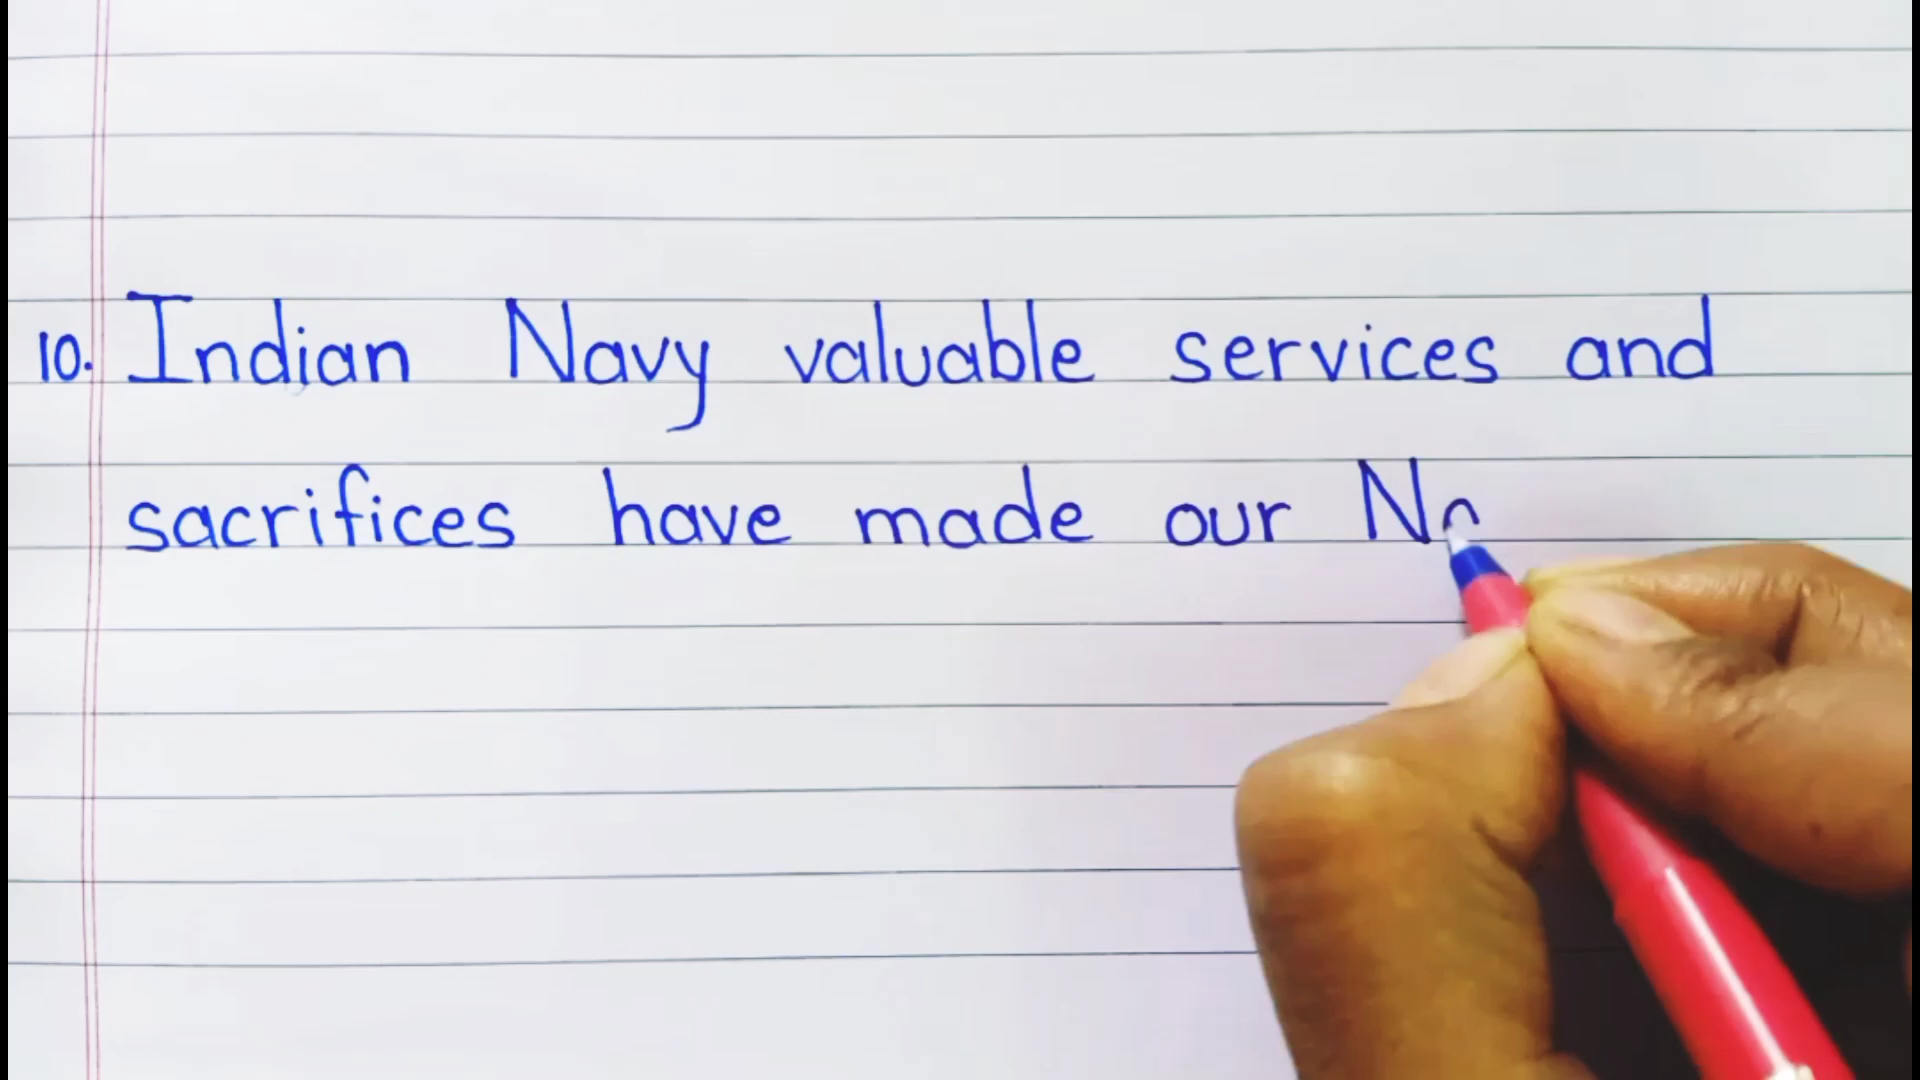 10. Indian Navy valuable services and
sacrifices have made our N